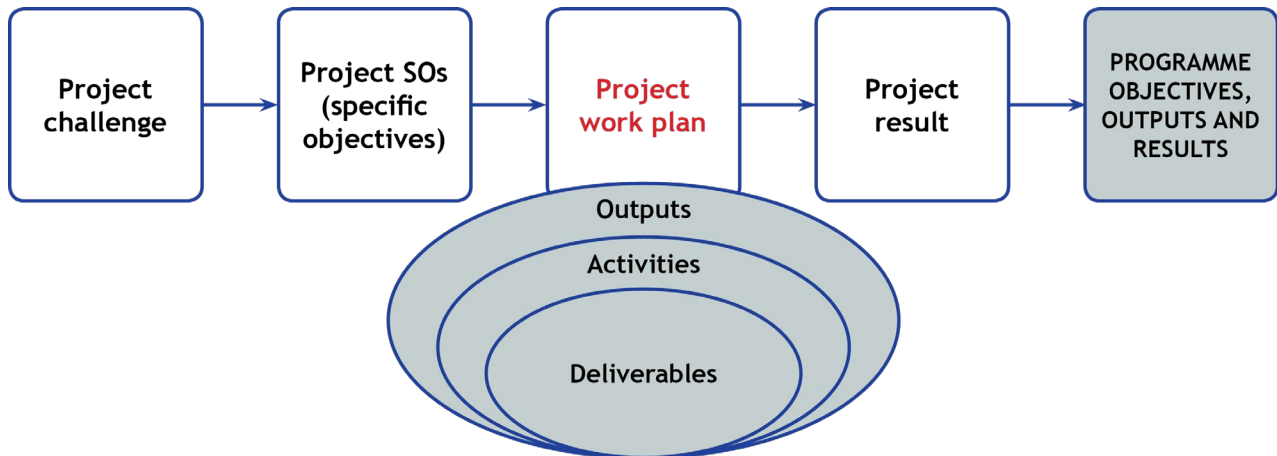 Project
challenge
Project SOs
(specific
objectives)
Project
work plan
Project
result
PROGRAMME
OBJECTIVES,
OUTPUTS AND
RESULTS
Outputs
Activities
Deliverables